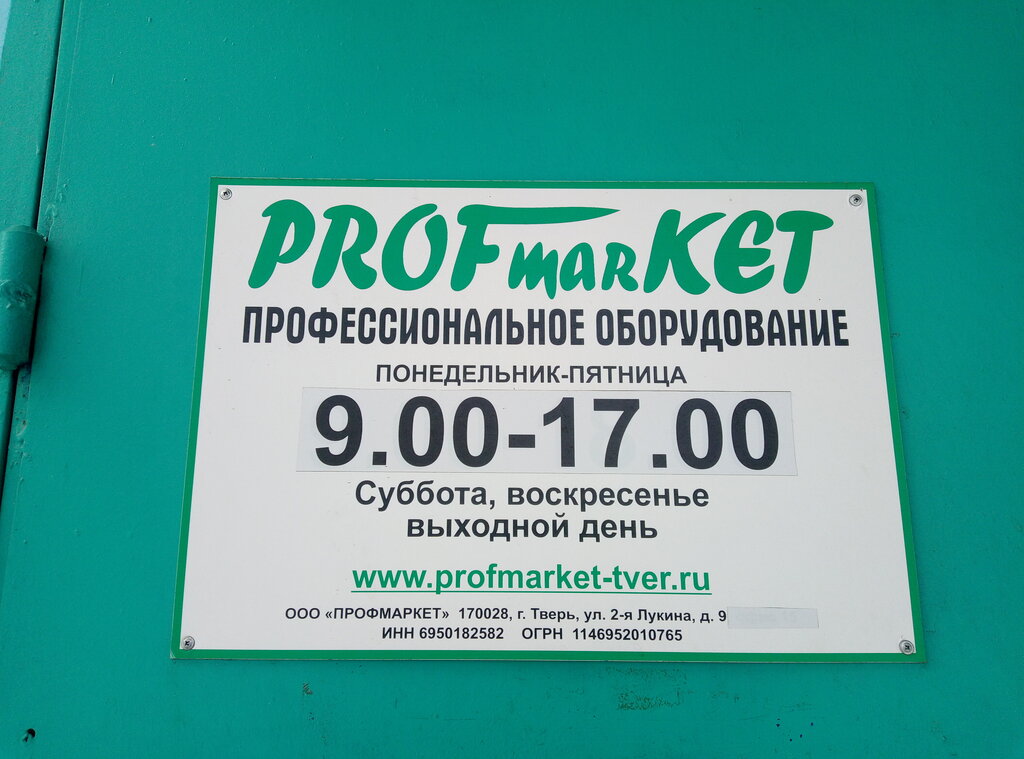 PROFmarKET
ПРОФЕССИОНАЛЬНОЕ ОБОРУДОВАНИЕ
ПОНЕДЕЛЬНИК-ПЯТНИЦА
9.00-17.00
Суббота, воскресенье
выходной день
www.profmarket-tver.ru
ООО «ПРОФМАРКЕТ» 170028, г. Тверь, ул. 2-я Лукина, д. 9
ИНН 6950182582 ОГРН 1146952010765